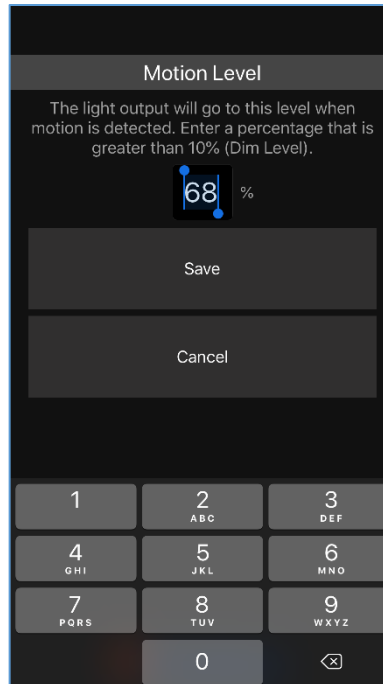 Motion Level
The light output will go to this level when
motion is detected. Enter a percentage that is
greater than 10% (Dim Level).
68 %
Save
Cancel
1 2 3
ABC DEF
4 5 6
GHI JKL MNO
7 8 9
PQRS TUV WXYZ
0